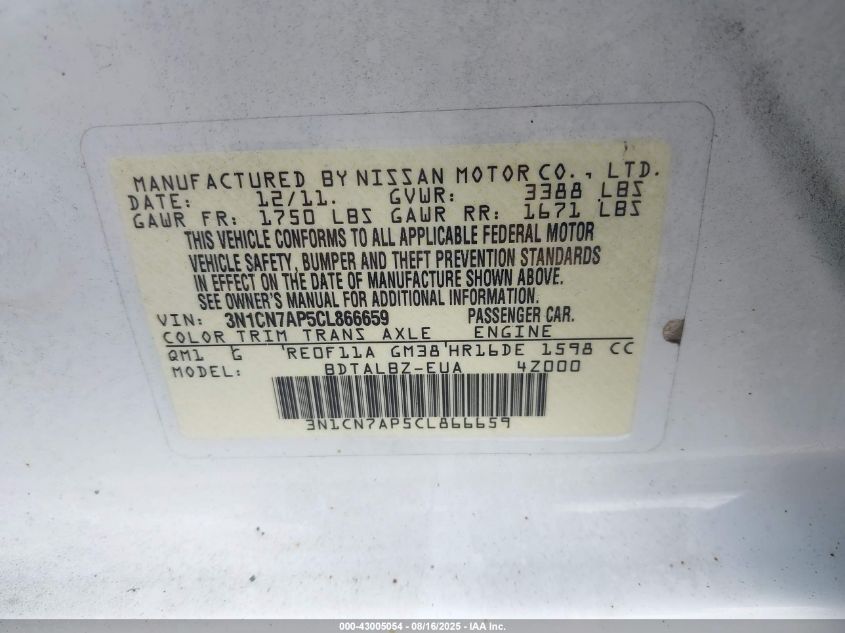 MANUFACTURED BY NISSAN MOTOR CO., LTD.
DATE: 12/11. GVWR: 3388 LBS
GAWR FR: 1750 LBS GAWR RR: 1671 LBS
THIS VEHICLE CONFORMS TO ALL APPLICABLE FEDERAL MOTOR
VEHICLE SAFETY, BUMPER AND THEFT PREVENTION STANDARDS
IN EFFECT ON THE DATE OF MANUFACTURE SHOWN ABOVE.
SEE OWNER'S MANUAL FOR ADDITIONAL INFORMATION.
VIN: 3N1CN7AP5CL866659 PASSENGER CAR.
COLOR TRIM TRANS AXLE ENGINE
QM1 G RE0F11A GM38 HR16DE 1598 CC
MODEL: BDTALBZ-EUA 4Z000
3N1CN7AP5CL866659
000-43005054 - 08/16/2025 - IAA Inc.